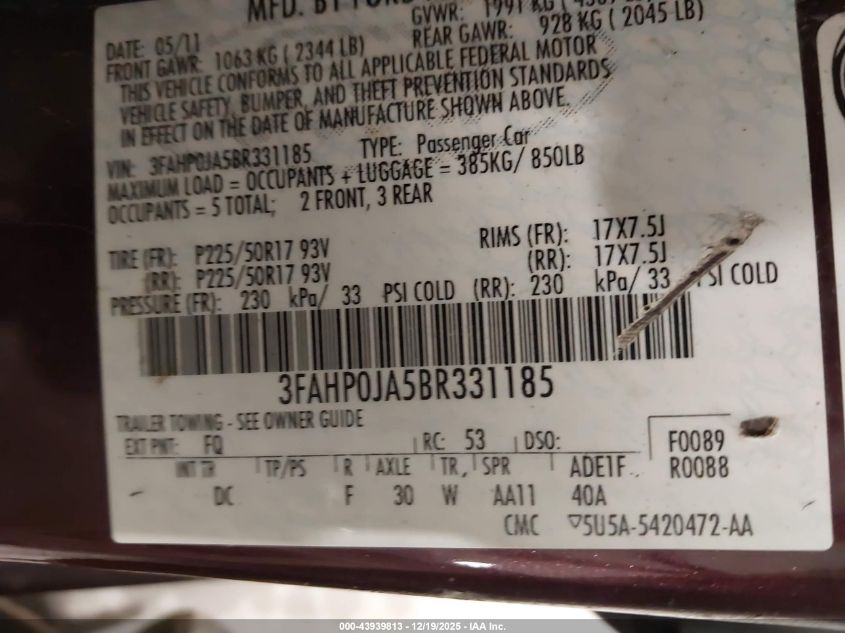 MFD. BY FORD
GVWR: 1991 KG
DATE: 05/11
REAR GAWR: 928 KG ( 2045 LB)
FRONT GAWR: 1063 KG ( 2344 LB)
THIS VEHICLE CONFORMS TO ALL APPLICABLE FEDERAL MOTOR
VEHICLE SAFETY, BUMPER, AND THEFT PREVENTION STANDARDS
IN EFFECT ON THE DATE OF MANUFACTURE SHOWN ABOVE.
VIN: 3FAHP0JA5BR331185 TYPE: Passenger Car
MAXIMUM LOAD = OCCUPANTS + LUGGAGE = 385KG/ 850LB
OCCUPANTS = 5 TOTAL; 2 FRONT, 3 REAR
TIRE (FR): P225/50R17 93V RIMS (FR): 17X7.5J
(RR): P225/50R17 93V (RR): 17X7.5J
PRESSURE (FR): 230 kPa/ 33 PSI COLD (RR): 230 kPa/ 33 PSI COLD
3FAHP0JA5BR331185
TRAILER TOWING - SEE OWNER GUIDE
EXT PNT: FQ RC: 53 DSO: F0089
INT TR TP/PS R AXLE TR SPR ADE1F R0088
DC F 30 W AA11 40A
CMC ▽5U5A-5420472-AA
000-43939813 - 12/19/2025 - IAA Inc.